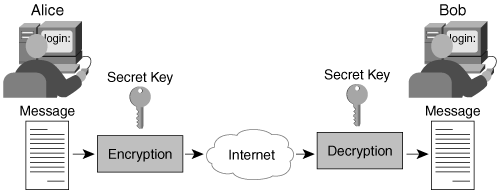 Alice
Bob
login:
login:
Secret Key
Secret Key
Message
Message
Encryption
Internet
Decryption